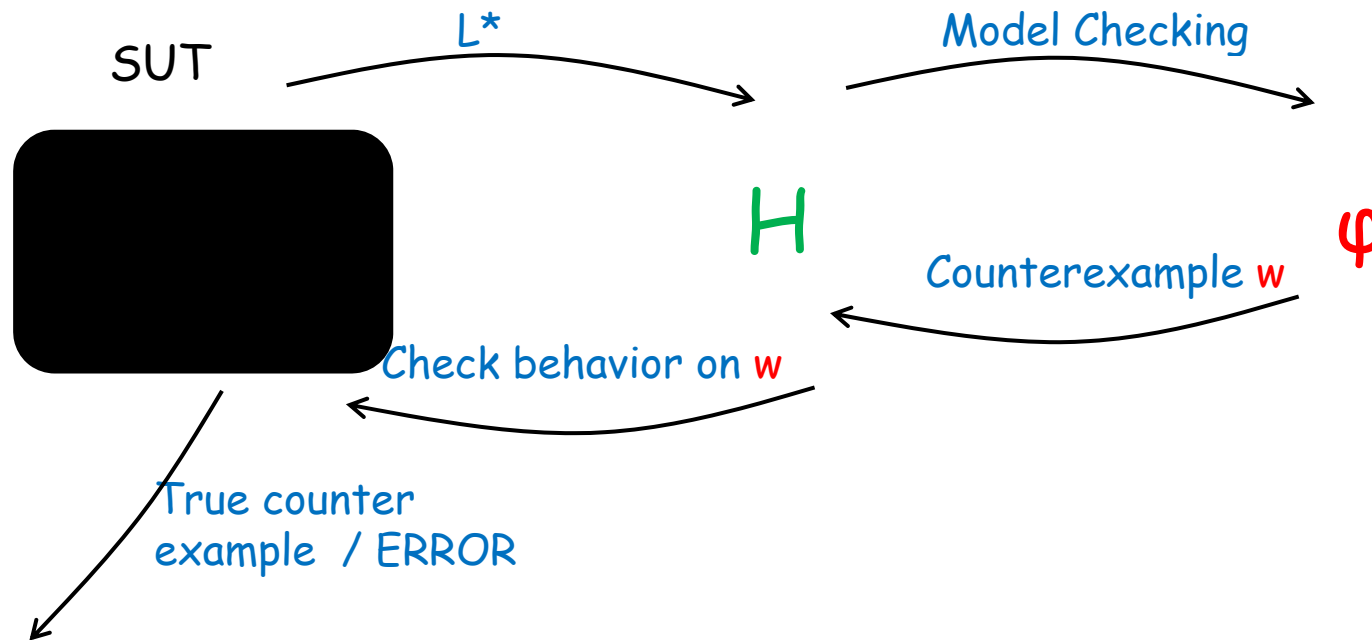 L*
Model Checking
SUT
H
φ
Counterexample w
Check behavior on w
True counter
example / ERROR